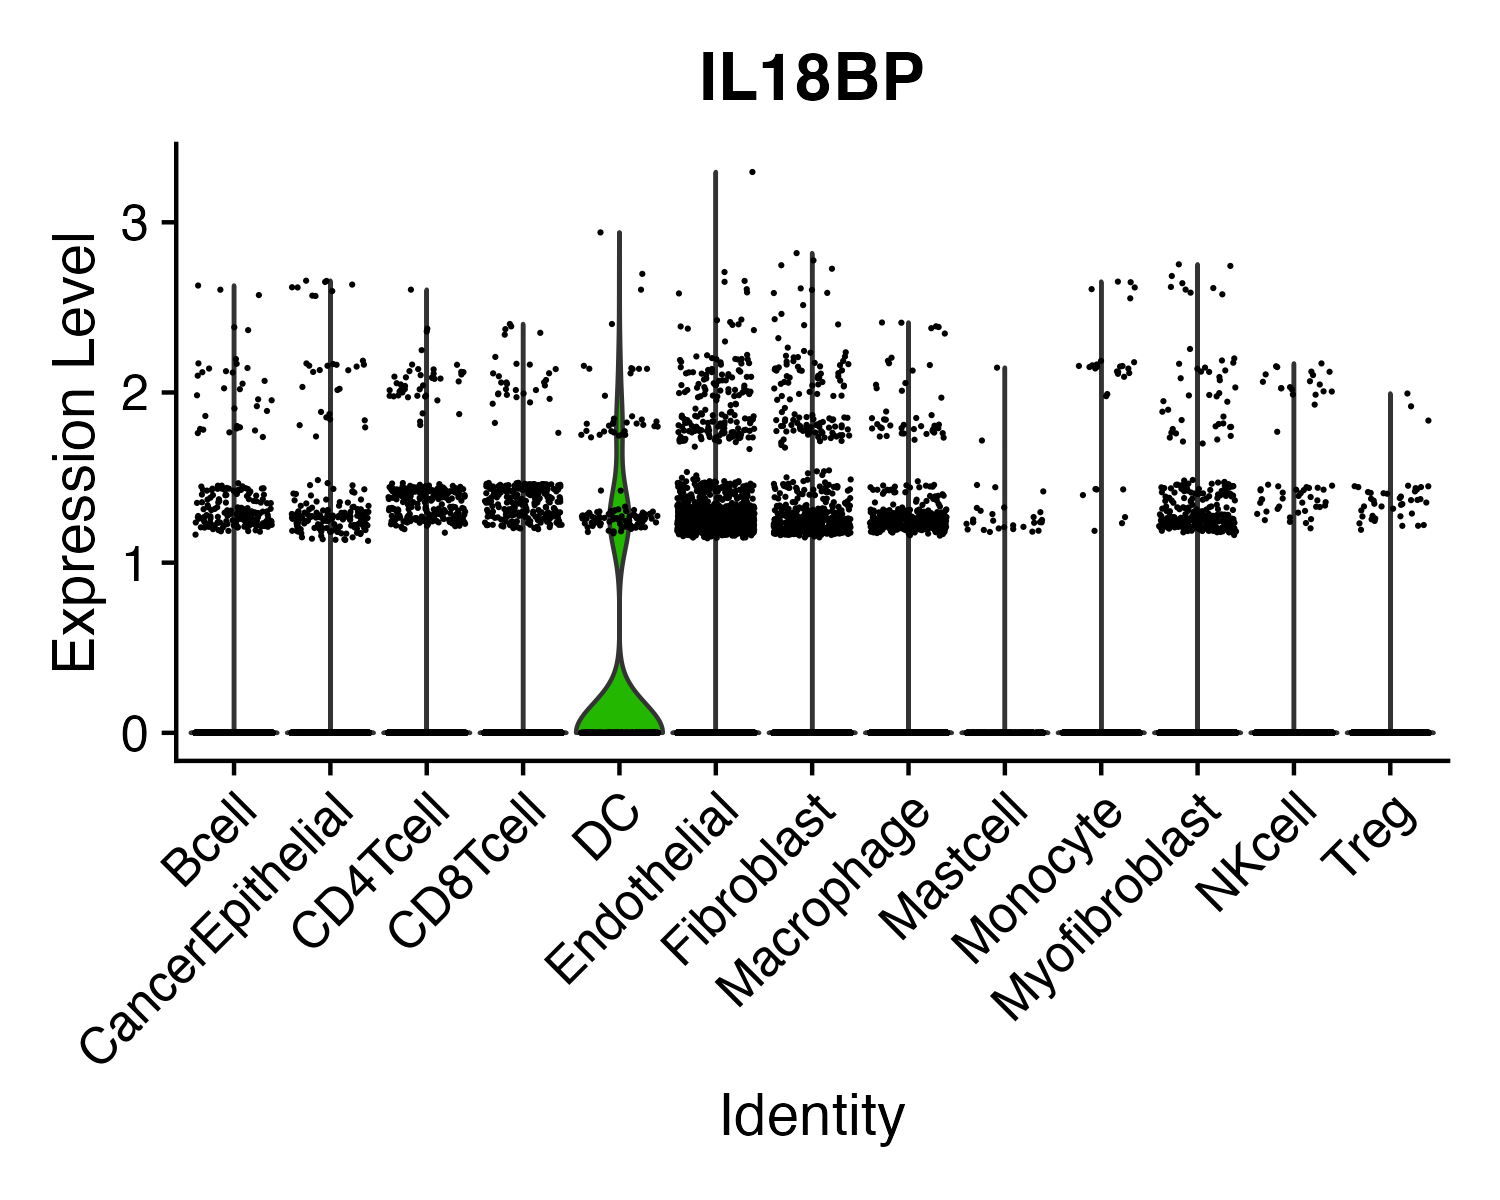 IL18BP
Expression Level
3
2
1
0
Bcell
CancerEpithelial
CD4Tcell
CD8Tcell
DC
Endothelial
Fibroblast
Macrophage
Mastcell
Monocyte
Myofibroblast
NKcell
Treg
Identity